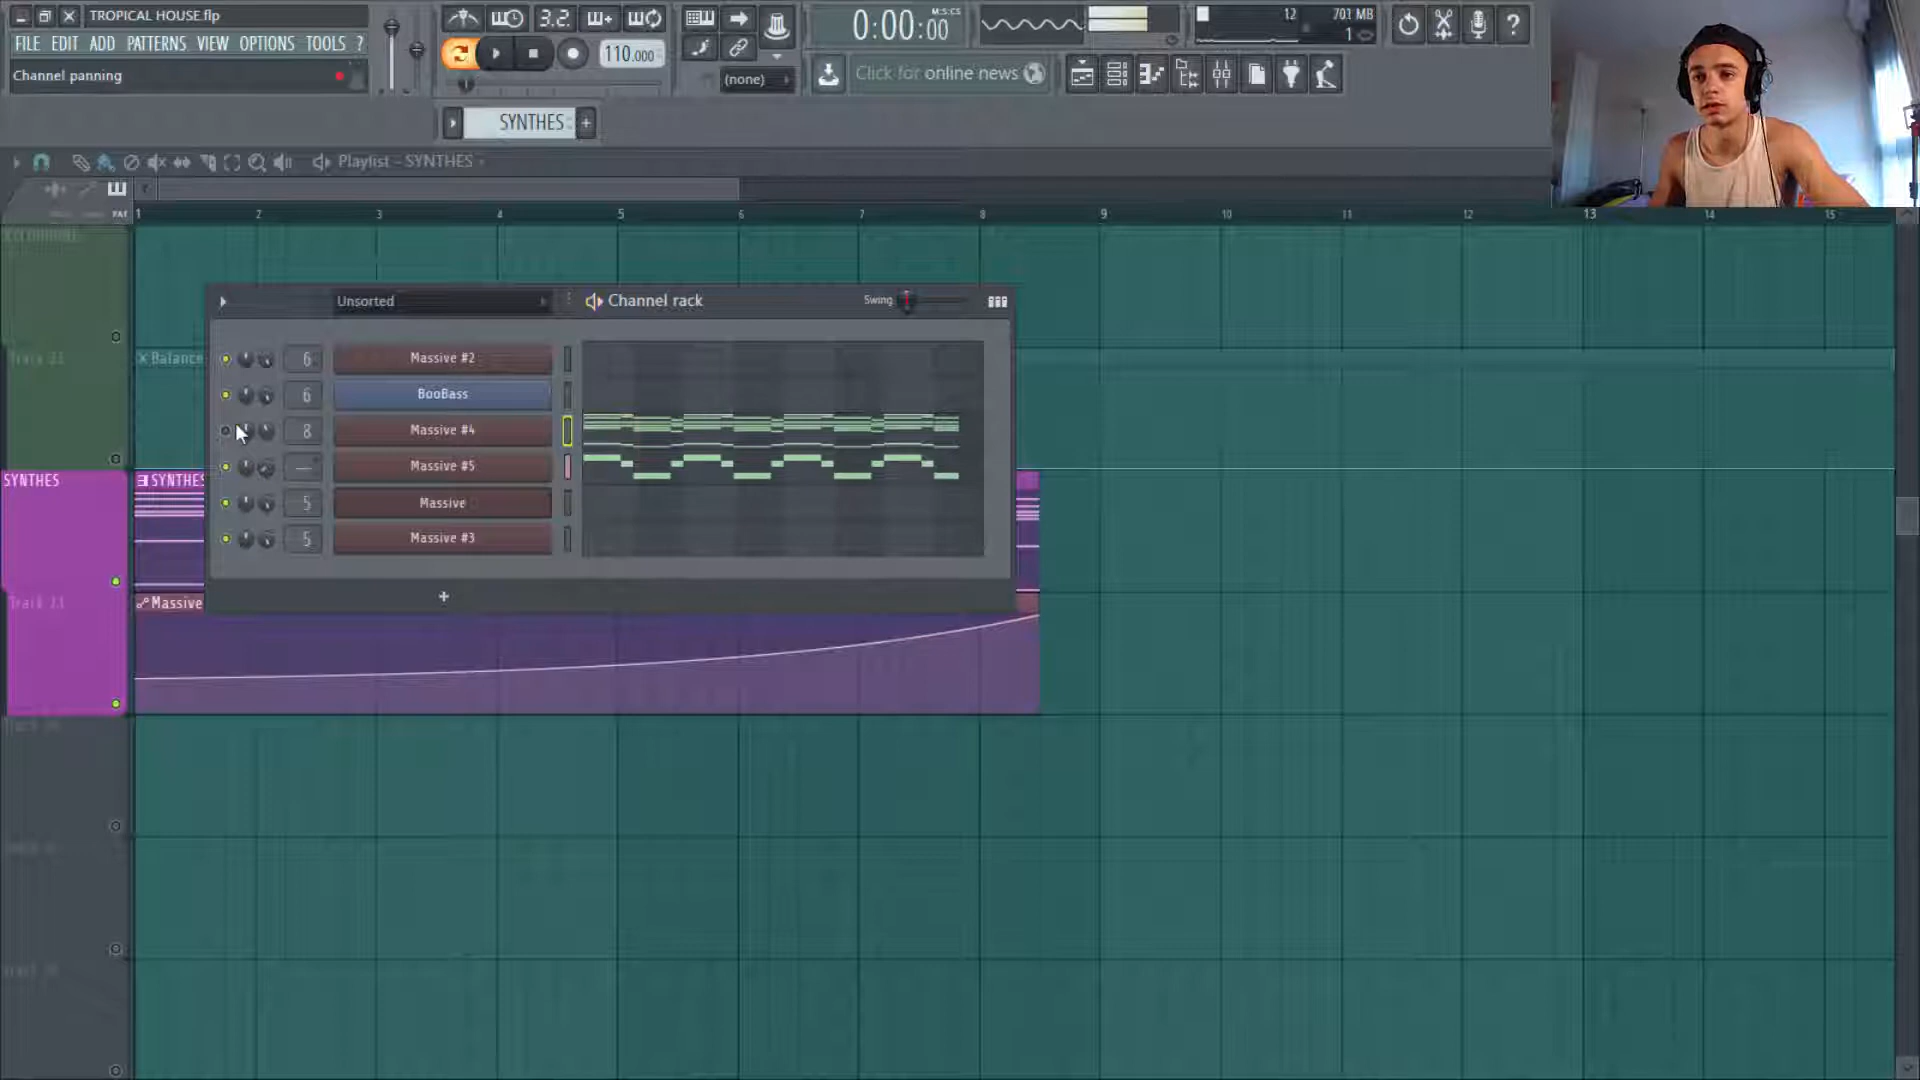 TROPICAL HOUSE.flp
FILE EDIT ADD PATTERNS VIEW OPTIONS TOOLS ?
Channel panning
3.2.
110.000
(none)
0:00:00
M:S:CS
12
701 MB
1
Click for online news
?
SYNTHES
+
Playlist - SYNTHES
PAT
1 2 3 4 5 6 7 8 9 10 11 12 13 14 15
Unsorted
Channel rack
Swing
6 Massive #2
6 BooBass
8 Massive #4
--- Massive #5
5 Massive
5 Massive #3
+
Balance
SYNTHES
SYNTHES
Massive